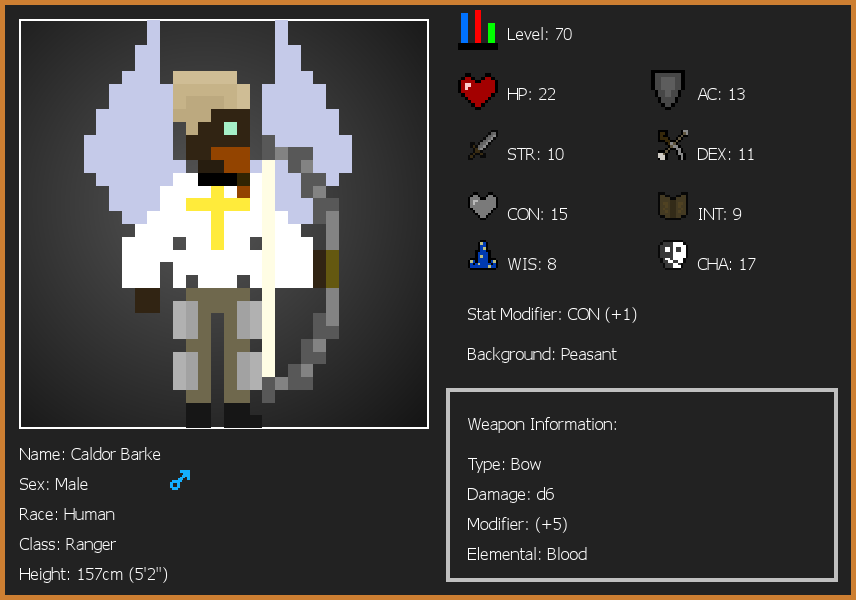 Level: 70
HP: 22
AC: 13
STR: 10
DEX: 11
CON: 15
INT: 9
WIS: 8
CHA: 17
Stat Modifier: CON (+1)
Background: Peasant
Weapon Information:
Type: Bow
Damage: d6
Modifier: (+5)
Elemental: Blood
Name: Caldor Barke
Sex: Male
Race: Human
Class: Ranger
Height: 157cm (5'2")